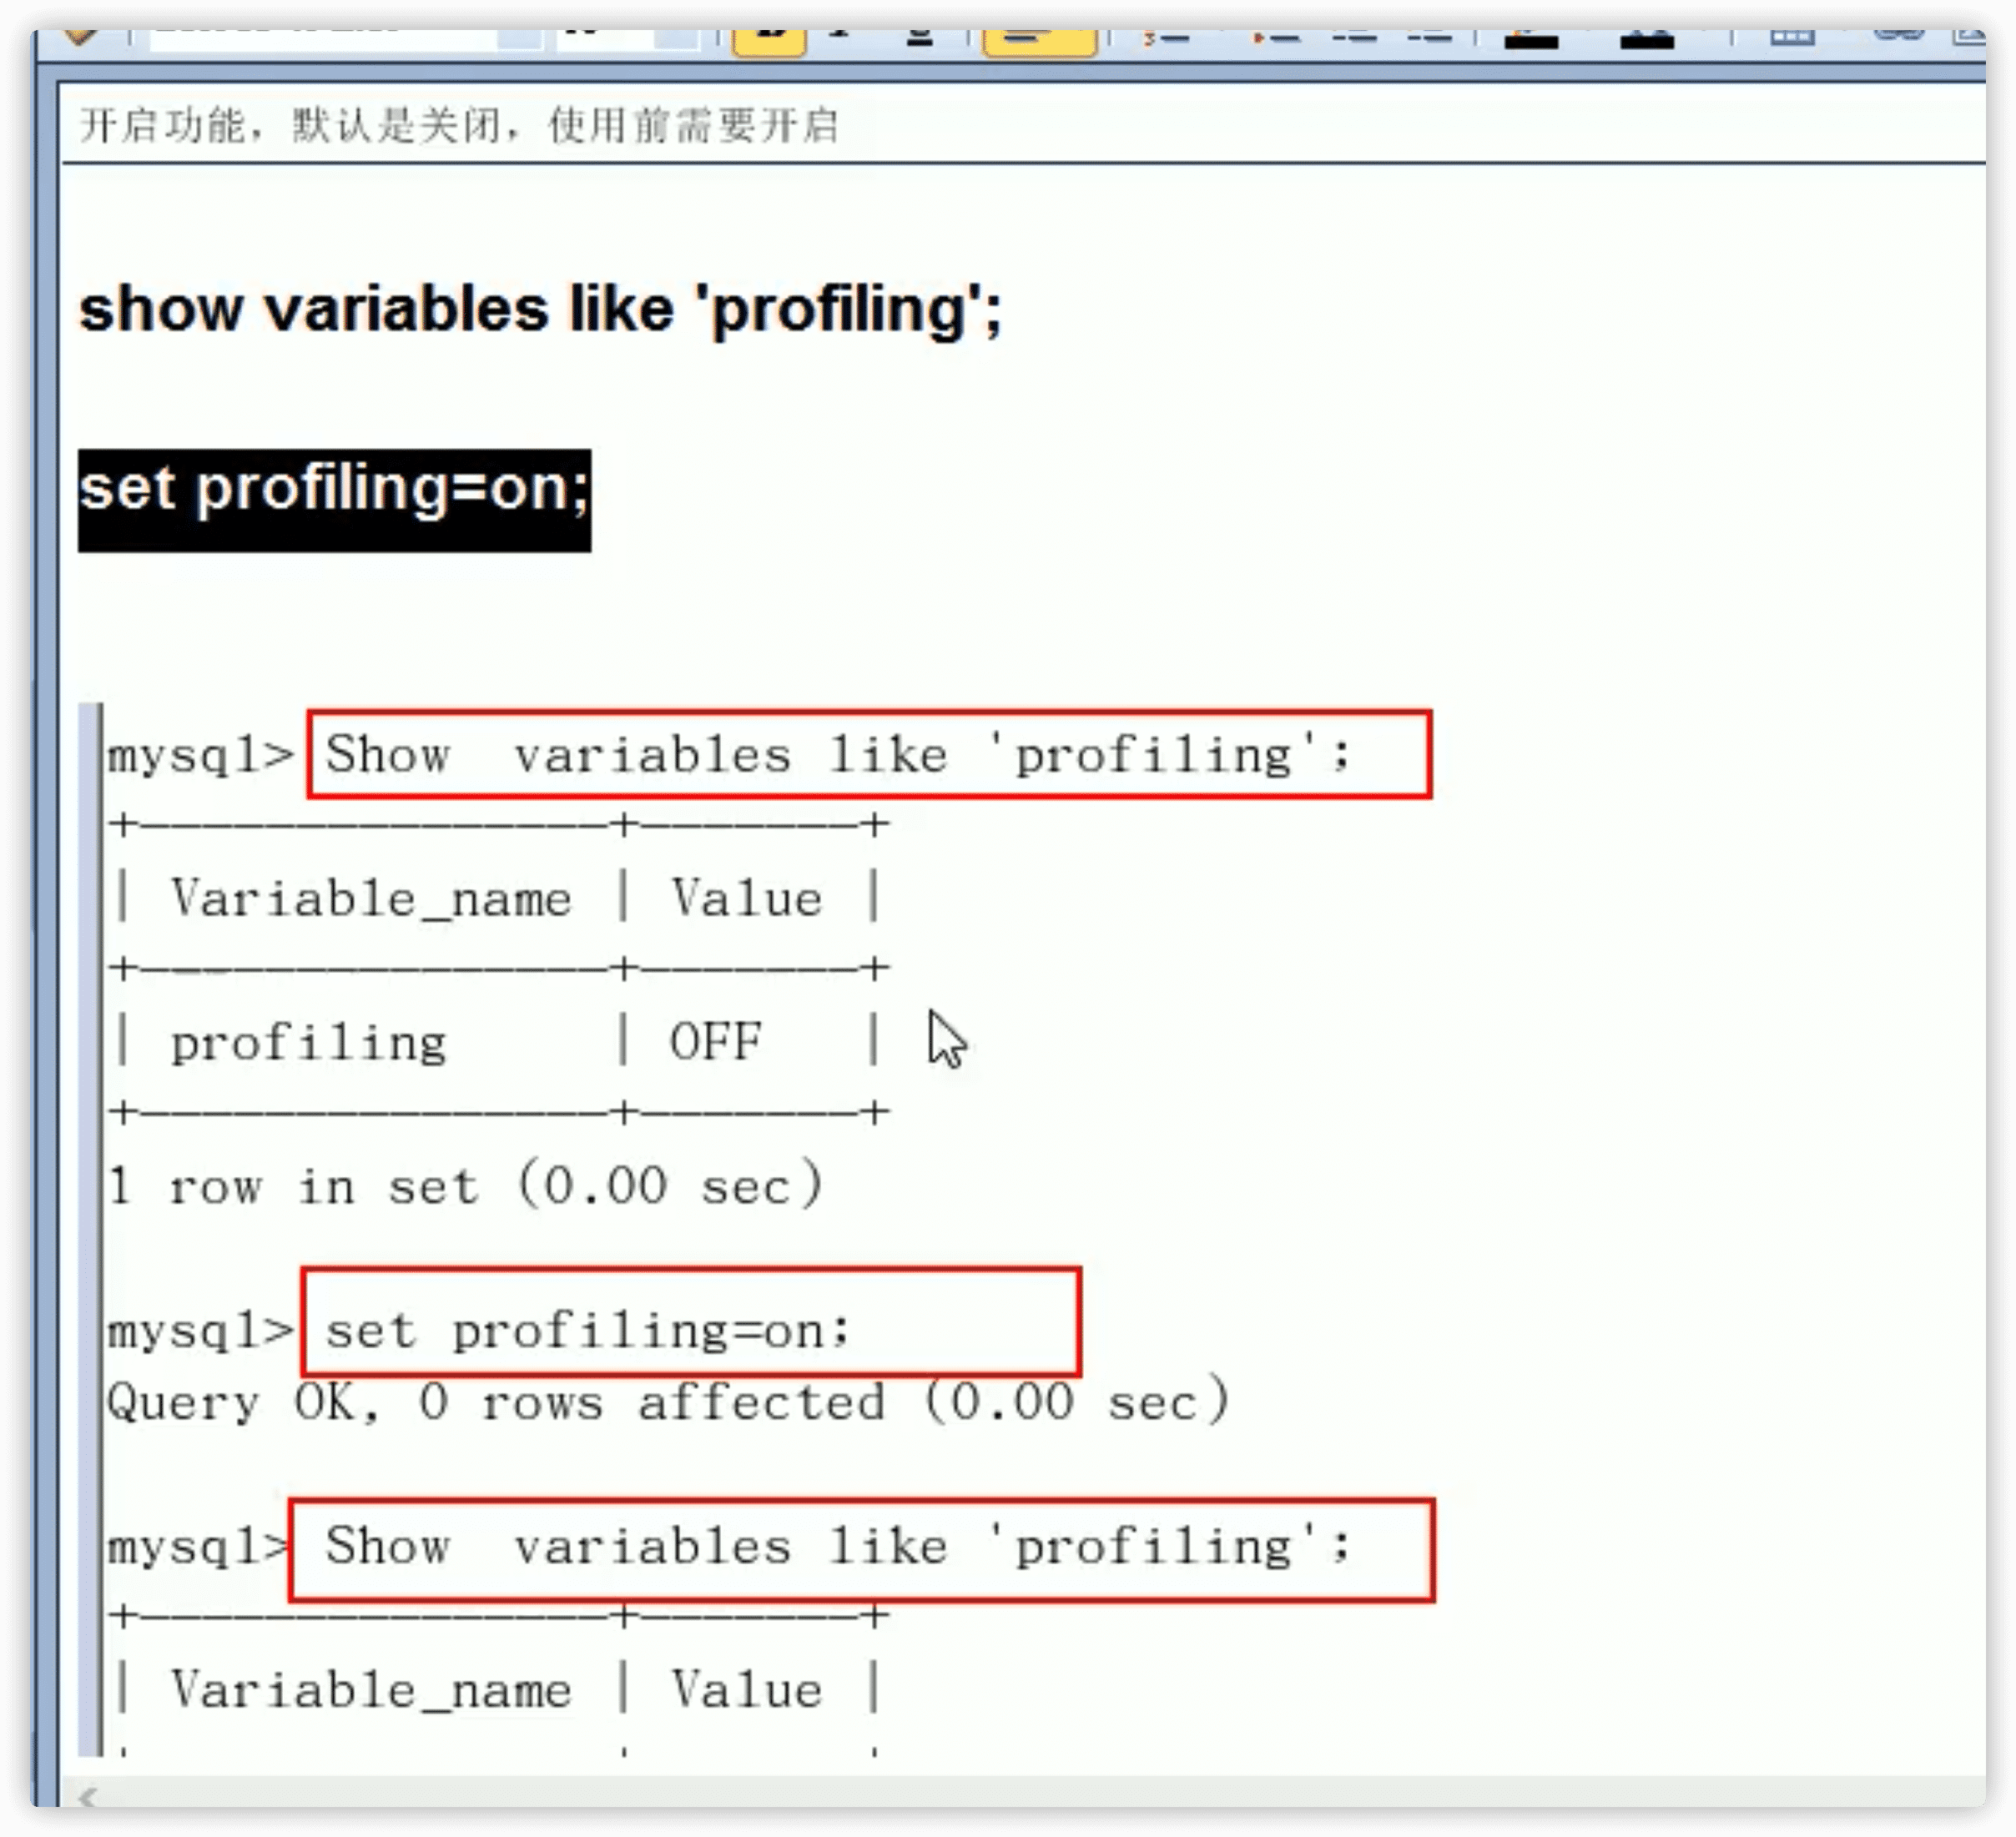 开启功能，默认是关闭，使用前需要开启
show variables like 'profiling';
set profiling=on;
mysql> Show  variables like 'profiling';
+---------------+-------+
| Variable_name | Value |
+---------------+-------+
| profiling     | OFF   |
+---------------+-------+
1 row in set (0.00 sec)
mysql> set profiling=on;
Query OK, 0 rows affected (0.00 sec)
mysql> Show  variables like 'profiling';
+---------------+-------+
| Variable_name | Value |